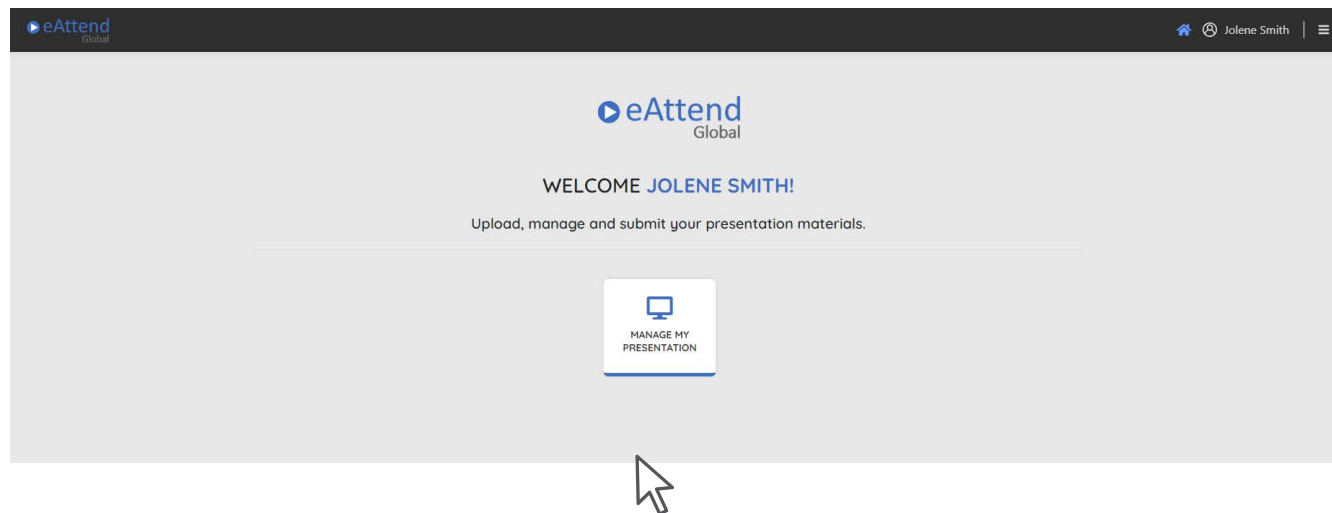 eAttend
Global
Jolene Smith
eAttend
Global
WELCOME JOLENE SMITH!
Upload, manage and submit your presentation materials.
MANAGE MY
PRESENTATION